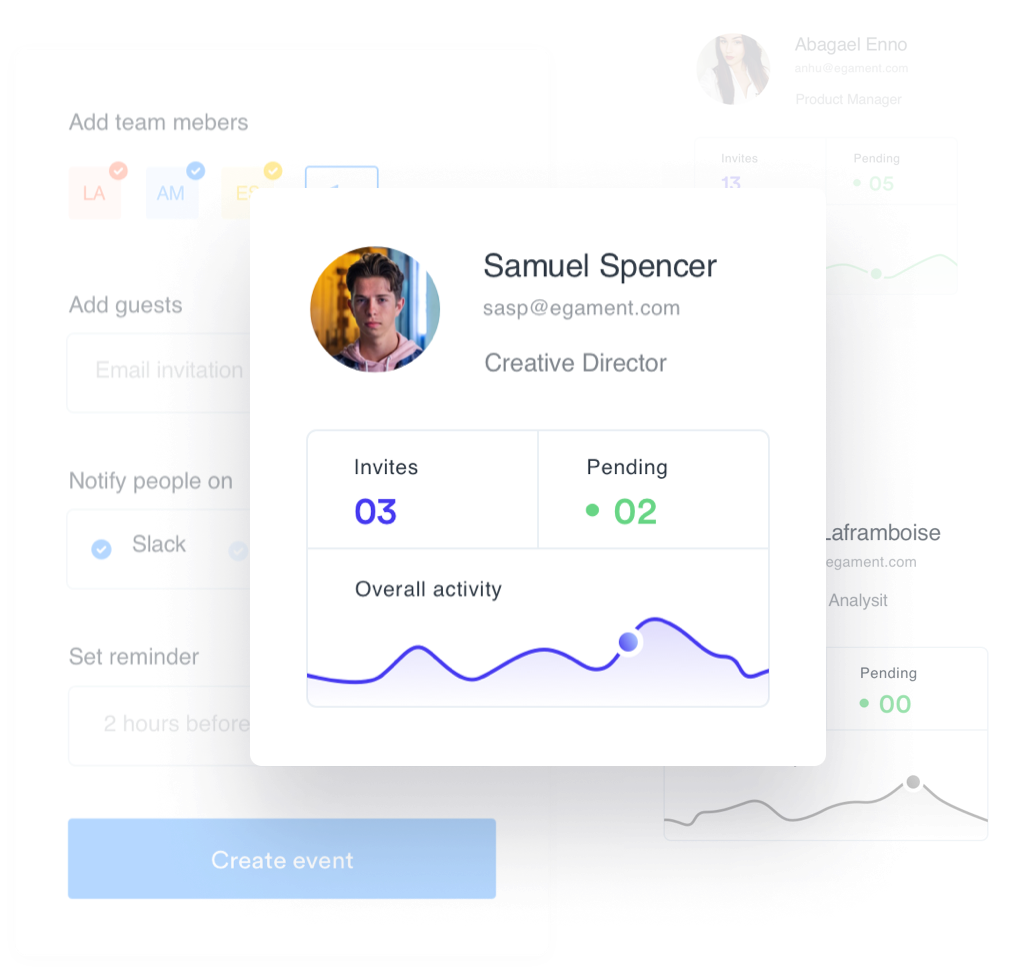 Add team mebers
LA
AM
ES
Add guests
Email invitation
Notify people on
Slack
Set reminder
2 hours before
Create event
Samuel Spencer
sasp@egament.com
Creative Director
Invites
03
Pending
02
Overall activity
Abagael Enno
enhu@egament.com
Product Manager
Invites
13
Pending
05
Laframboise
egament.com
Analysit
Pending
00